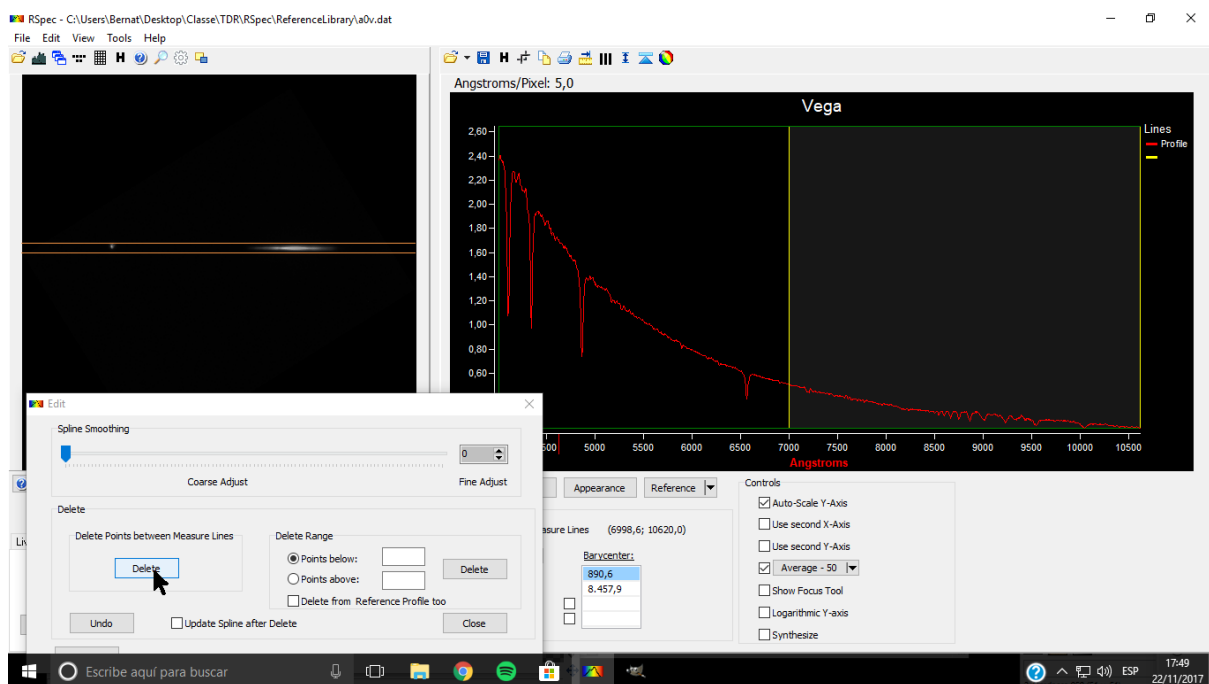 RSpec - C:\Users\Bernat\Desktop\Classe\TDR\RSpec\ReferenceLibrary\a0v.dat
File Edit View Tools Help
Angstroms/Pixel: 5,0
Vega
Lines
Profile
2,60
2,40
2,20
2,00
1,80
1,60
1,40
1,20
1,00
0,80
0,60
500 5000 5500 6000 6500 7000 7500 8000 8500 9000 9500 10000 10500
Angstroms
Edit
Spline Smoothing
0
Coarse Adjust Fine Adjust
Delete
Delete Points between Measure Lines
Delete
Delete Range
Points below:
Points above:
Delete
Delete from Reference Profile too
Undo
Update Spline after Delete
Close
Liv
Appearance Reference
asure Lines (6998,6; 10620,0)
Barycenter:
890,6
8.457,9
Controls
Auto-Scale Y-Axis
Use second X-Axis
Use second Y-Axis
Average - 50
Show Focus Tool
Logarithmic Y-axis
Synthesize
Escribe aquí para buscar
ESP
17:49
22/11/2017